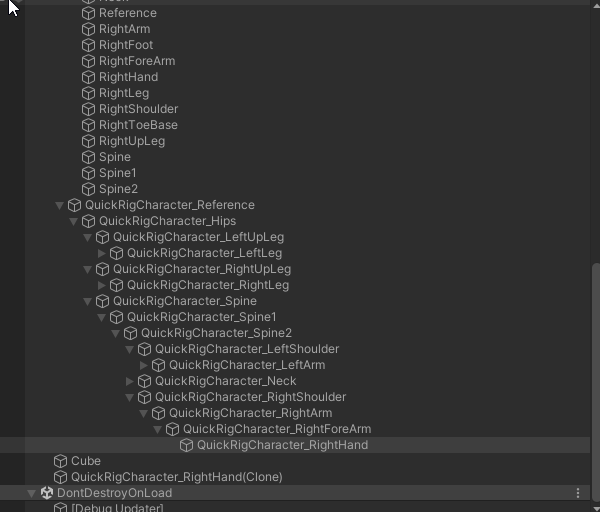 Reference
RightArm
RightFoot
RightForeArm
RightHand
RightLeg
RightShoulder
RightToeBase
RightUpLeg
Spine
Spine1
Spine2
QuickRigCharacter_Reference
QuickRigCharacter_Hips
QuickRigCharacter_LeftUpLeg
QuickRigCharacter_LeftLeg
QuickRigCharacter_RightUpLeg
QuickRigCharacter_RightLeg
QuickRigCharacter_Spine
QuickRigCharacter_Spine1
QuickRigCharacter_Spine2
QuickRigCharacter_LeftShoulder
QuickRigCharacter_LeftArm
QuickRigCharacter_Neck
QuickRigCharacter_RightShoulder
QuickRigCharacter_RightArm
QuickRigCharacter_RightForeArm
QuickRigCharacter_RightHand
Cube
QuickRigCharacter_RightHand(Clone)
DontDestroyOnLoad
[Debug Updater]